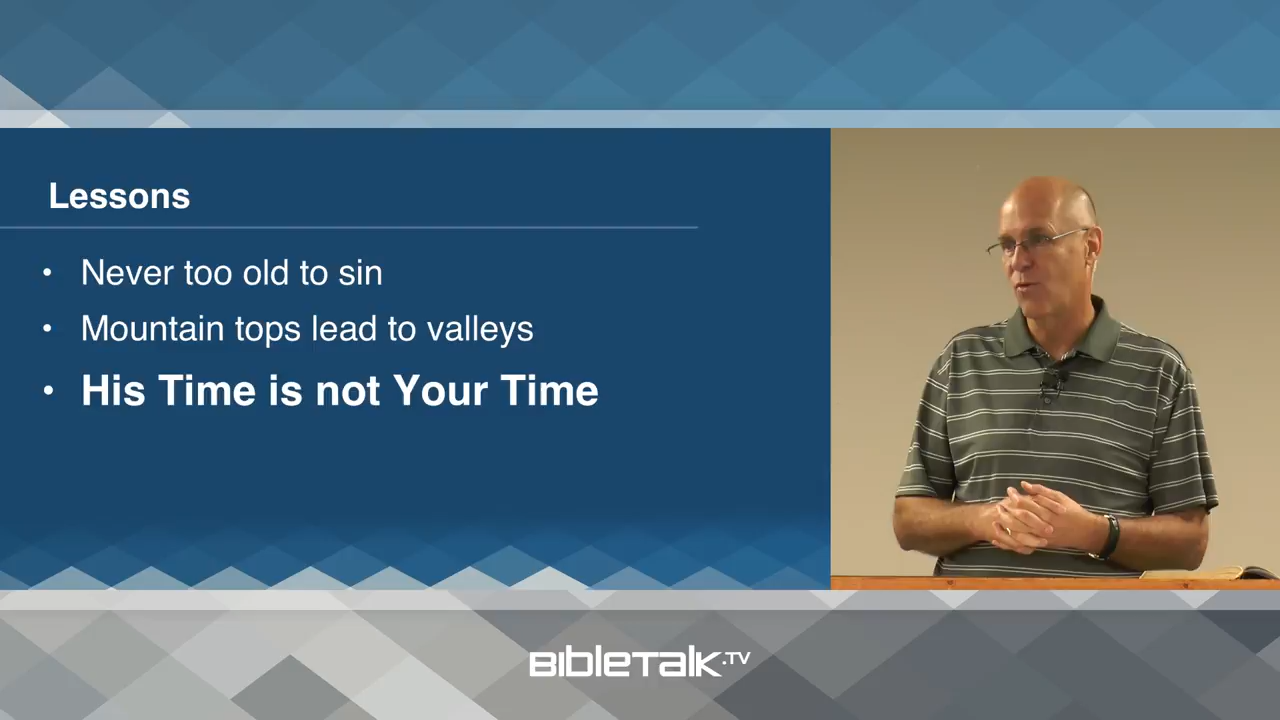 Lessons
• Never too old to sin
• Mountain tops lead to valleys
• His Time is not Your Time
BIBLETALK.TV